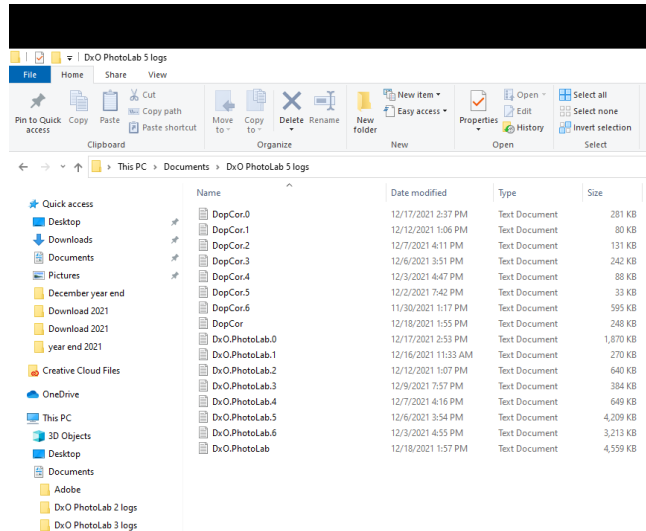 DxO PhotoLab 5 logs
File Home Share View
Pin to Quick access
Copy
Paste
Cut
Copy path
Paste shortcut
Clipboard
Move to
Copy to
Delete
Rename
Organize
New folder
New item
Easy access
New
Properties
Open
Edit
History
Open
Select all
Select none
Invert selection
Select
This PC > Documents > DxO PhotoLab 5 logs
Quick access
Desktop
Downloads
Documents
Pictures
December year end
Download 2021
Download 2021
year end 2021
Creative Cloud Files
OneDrive
This PC
3D Objects
Desktop
Documents
Adobe
DxO PhotoLab 2 logs
DxO PhotoLab 3 logs
Name Date modified Type Size
DopCor.0 12/17/2021 2:37 PM Text Document 281 KB
DopCor.1 12/12/2021 1:06 PM Text Document 80 KB
DopCor.2 12/7/2021 4:11 PM Text Document 131 KB
DopCor.3 12/6/2021 3:51 PM Text Document 242 KB
DopCor.4 12/3/2021 4:47 PM Text Document 88 KB
DopCor.5 12/2/2021 7:42 PM Text Document 33 KB
DopCor.6 11/30/2021 1:17 PM Text Document 595 KB
DopCor 12/18/2021 1:55 PM Text Document 248 KB
DxO.PhotoLab.0 12/17/2021 2:53 PM Text Document 1,870 KB
DxO.PhotoLab.1 12/16/2021 11:33 AM Text Document 270 KB
DxO.PhotoLab.2 12/12/2021 1:07 PM Text Document 640 KB
DxO.PhotoLab.3 12/9/2021 7:57 PM Text Document 384 KB
DxO.PhotoLab.4 12/7/2021 4:16 PM Text Document 649 KB
DxO.PhotoLab.5 12/6/2021 3:54 PM Text Document 4,209 KB
DxO.PhotoLab.6 12/3/2021 4:55 PM Text Document 3,213 KB
DxO.PhotoLab 12/18/2021 1:57 PM Text Document 4,559 KB